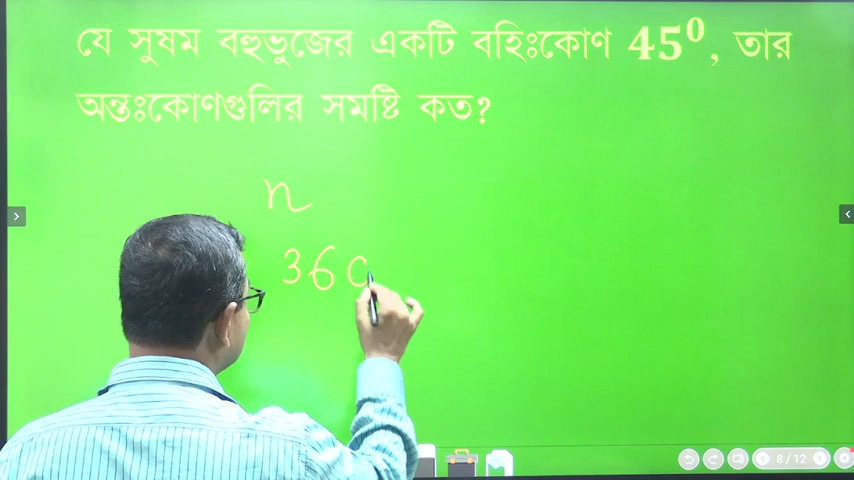 যে সুষম বহুভুজের একটি বহিঃকোণ 45⁰, তার
অন্তঃকোণগুলির সমষ্টি কত?
n
360
8 / 12